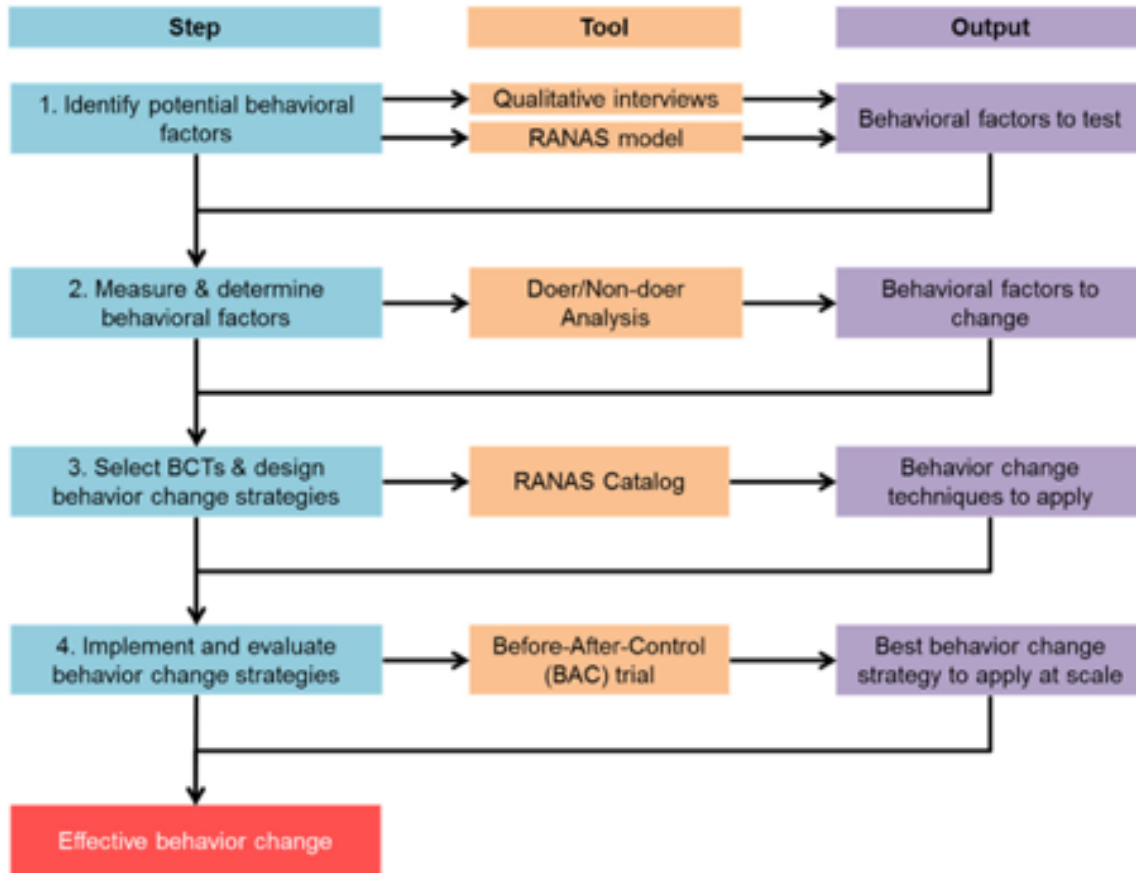 Step
Tool
Output
1. Identify potential behavioral
factors
Qualitative interviews
RANAS model
Behavioral factors to test
2. Measure & determine
behavioral factors
Doer/Non-doer
Analysis
Behavioral factors to
change
3. Select BCTs & design
behavior change strategies
RANAS Catalog
Behavior change
techniques to apply
4. Implement and evaluate
behavior change strategies
Before-After-Control
(BAC) trial
Best behavior change
strategy to apply at scale
Effective behavior change